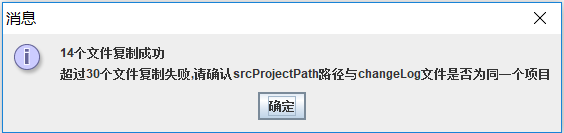 消息
14个文件复制成功
超过30个文件复制失败,请确认srcProjectPath路径与changeLog文件是否为同一个项目
确定